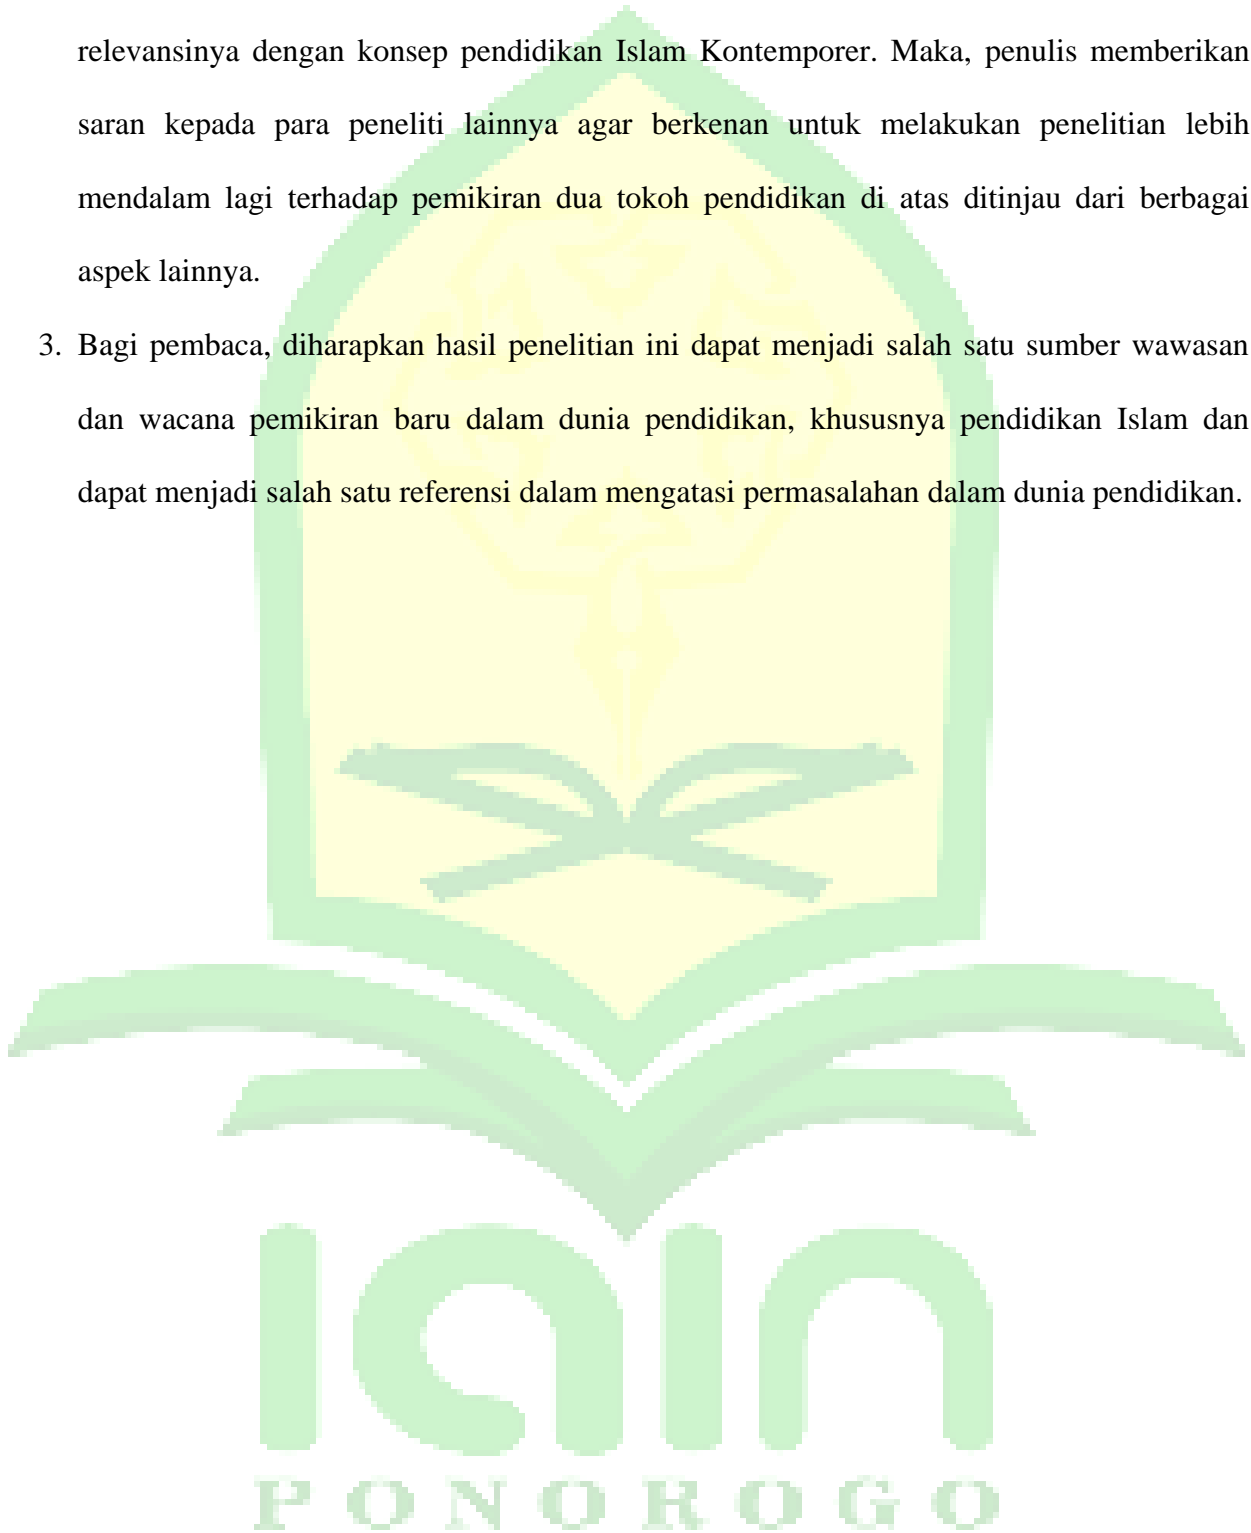 relevansinya dengan konsep pendidikan Islam Kontemporer. Maka, penulis memberikan
saran kepada para peneliti lainnya agar berkenan untuk melakukan penelitian lebih
mendalam lagi terhadap pemikiran dua tokoh pendidikan di atas ditinjau dari berbagai
aspek lainnya.
3. Bagi pembaca, diharapkan hasil penelitian ini dapat menjadi salah satu sumber wawasan
dan wacana pemikiran baru dalam dunia pendidikan, khususnya pendidikan Islam dan
dapat menjadi salah satu referensi dalam mengatasi permasalahan dalam dunia pendidikan.
iain
PONOROGO